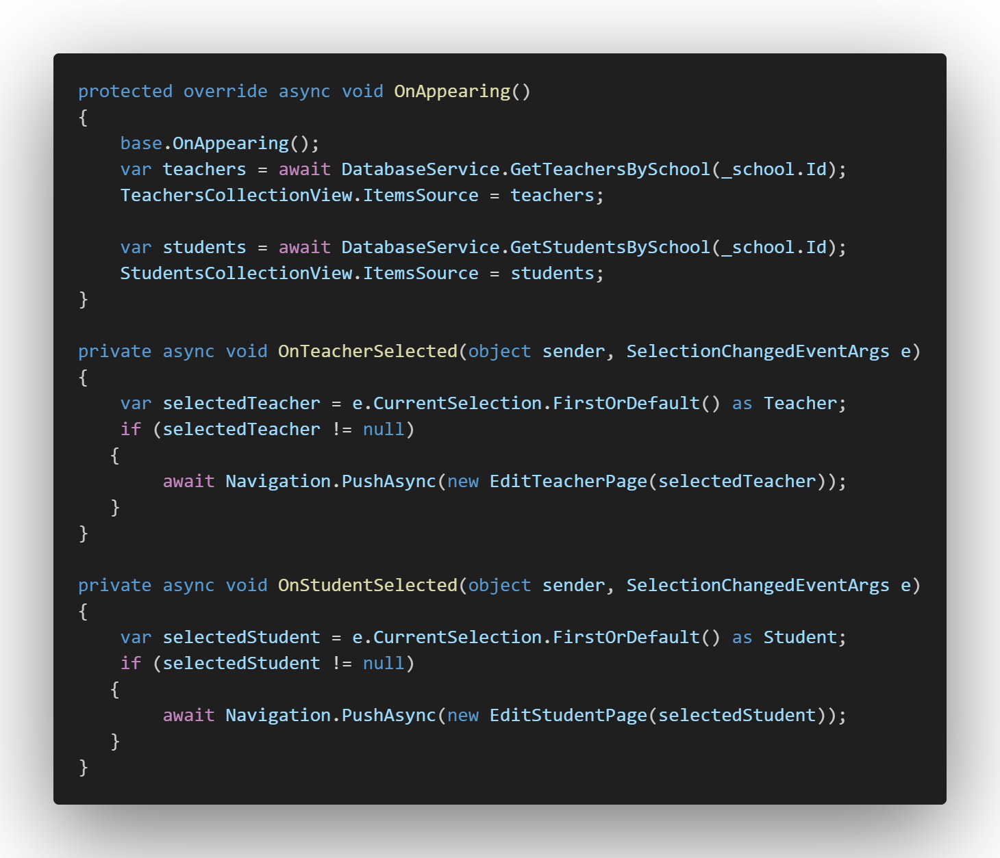 protected override async void OnAppearing()
{
    base.OnAppearing();
    var teachers = await DatabaseService.GetTeachersBySchool(_school.Id);
    TeachersCollectionView.ItemsSource = teachers;

    var students = await DatabaseService.GetStudentsBySchool(_school.Id);
    StudentsCollectionView.ItemsSource = students;
}

private async void OnTeacherSelected(object sender, SelectionChangedEventArgs e)
{
    var selectedTeacher = e.CurrentSelection.FirstOrDefault() as Teacher;
    if (selectedTeacher != null)
   {
        await Navigation.PushAsync(new EditTeacherPage(selectedTeacher));
   }
}

private async void OnStudentSelected(object sender, SelectionChangedEventArgs e)
{
    var selectedStudent = e.CurrentSelection.FirstOrDefault() as Student;
    if (selectedStudent != null)
   {
        await Navigation.PushAsync(new EditStudentPage(selectedStudent));
   }
}